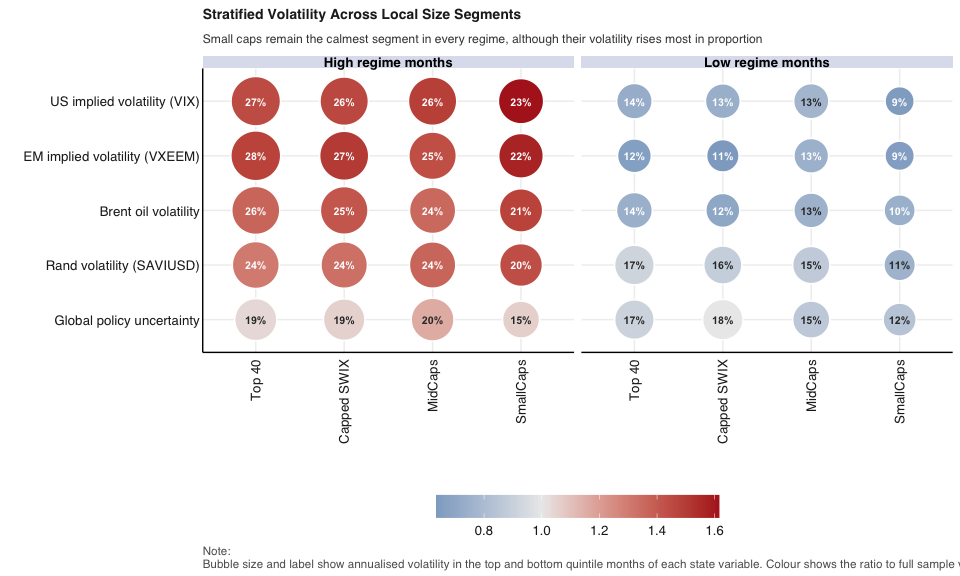 Stratified Volatility Across Local Size Segments
Small caps remain the calmest segment in every regime, although their volatility rises most in proportion
High regime months
Low regime months
US implied volatility (VIX)
27% 26% 26% 23% 14% 13% 13% 9%
EM implied volatility (VXEEM)
28% 27% 25% 22% 12% 11% 13% 9%
Brent oil volatility
26% 25% 24% 21% 14% 12% 13% 10%
Rand volatility (SAVIUSD)
24% 24% 24% 20% 17% 16% 15% 11%
Global policy uncertainty
19% 19% 20% 15% 17% 18% 15% 12%
Top 40
Capped SWIX
MidCaps
SmallCaps
Top 40
Capped SWIX
MidCaps
SmallCaps
0.8 1.0 1.2 1.4 1.6
Note:
Bubble size and label show annualised volatility in the top and bottom quintile months of each state variable. Colour shows the ratio to full sample